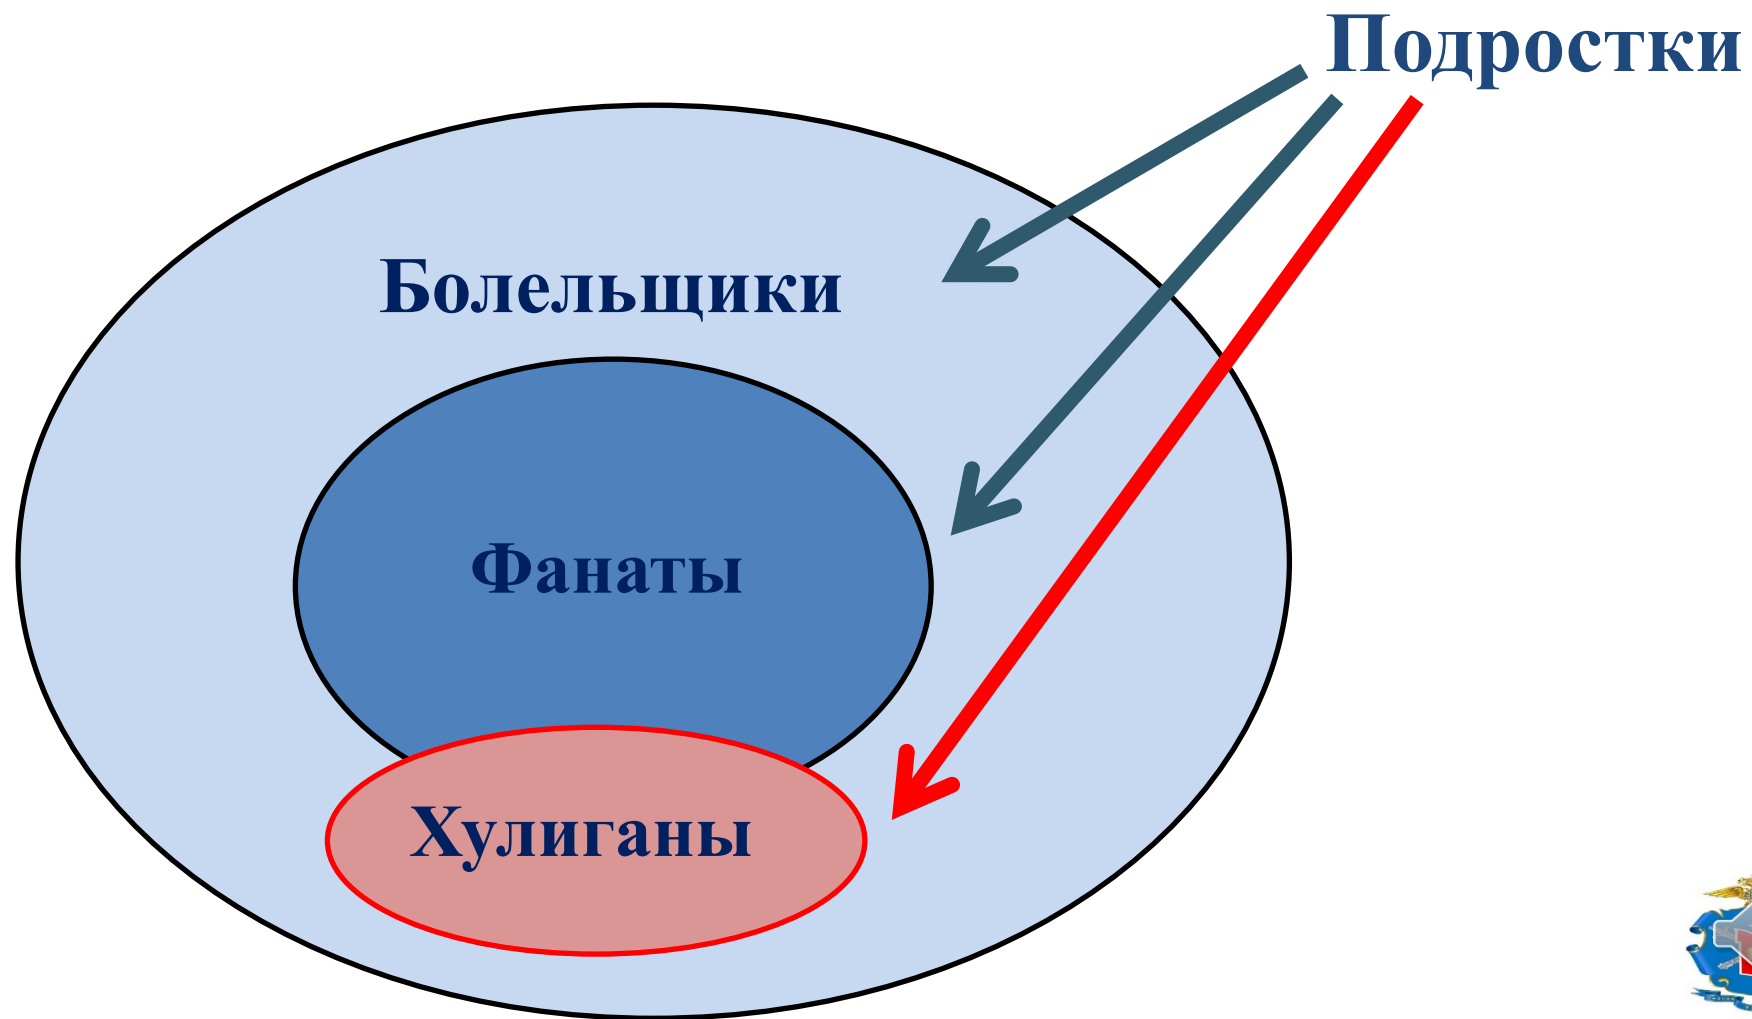 Подростки
Болельщики
Фанаты
Хулиганы